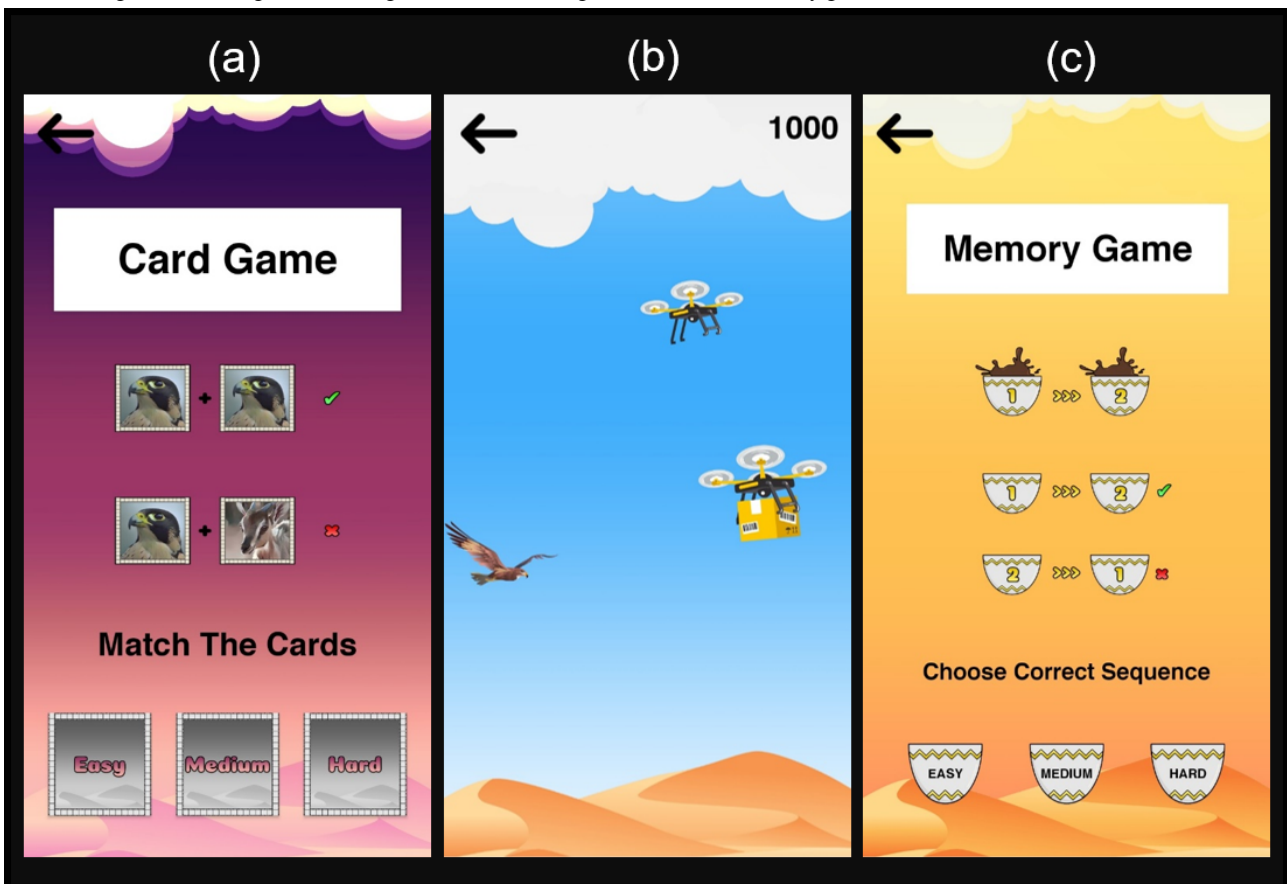 (a)
Card Game
+
+
Match The Cards
Easy Medium Hard
(b)
1000
(c)
Memory Game
1 >>> 2
1 >>> 2
2 >>> 1
Choose Correct Sequence
EASY MEDIUM HARD